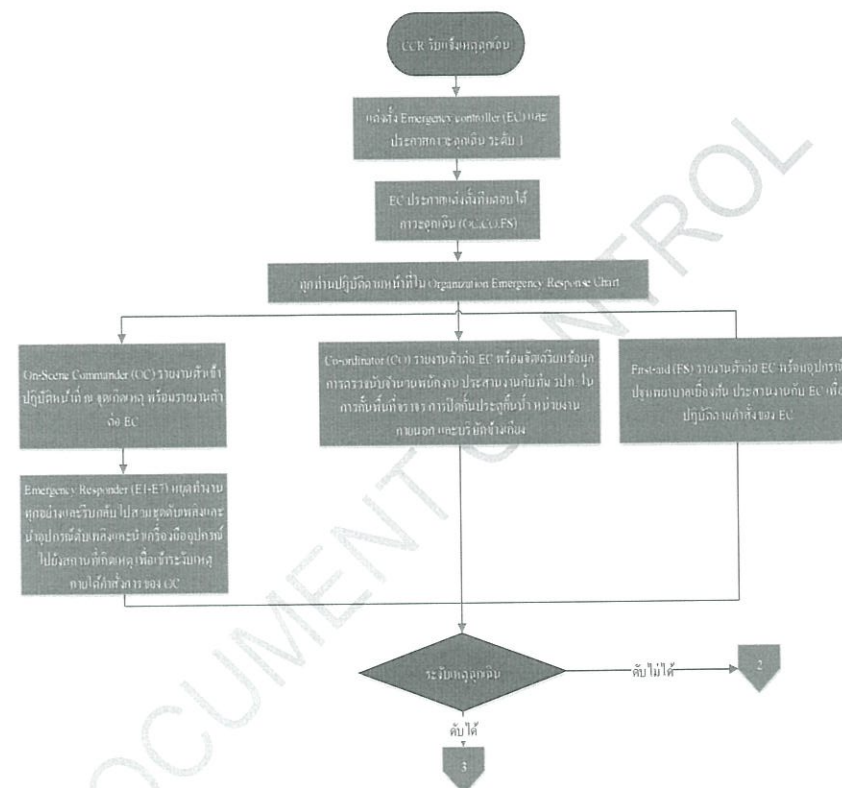 CCR รับแจ้งเหตุฉุกเฉิน
แต่งตั้ง Emergency controller (EC) และ
ประกาศภาวะฉุกเฉิน ระดับ 1
EC ประกาศแต่งตั้งทีมตอบโต้
ภาวะฉุกเฉิน (OC,CO,FS)
ทุกท่านปฏิบัติตามหน้าที่ใน Organization Emergency Response Chart
On-Scene Commander (OC) รายงานตัวเข้า
ปฏิบัติหน้าที่ ณ จุดเกิดเหตุ พร้อมรายงานตัว
ต่อ EC
Co-ordinator (CO) รายงานตัวต่อ EC พร้อมจัดเตรียมข้อมูล
การตรวจนับจำนวนพนักงาน ประสานงานกับทีม รปภ. ใน
การกั้นพื้นที่จราจร การปิดกั้นประตูกั้นน้ำ หน่วยงาน
ภายนอก และบริษัทข้างเคียง
First-aid (FS) รายงานตัวต่อ EC พร้อมอุปกรณ์
ปฐมพยาบาลเบื้องต้น ประสานงานกับ EC เพื่อ
ปฏิบัติตามคำสั่งของ EC
Emergency Responder (E1-E7) หยุดทำงาน
ทุกอย่างและรีบกลับไปสวมชุดดับเพลิงและ
นำอุปกรณ์ดับเพลิงและนำเครื่องมืออุปกรณ์
ไปยังสถานที่เกิดเหตุ เพื่อเข้าระงับเหตุ
ภายใต้คำสั่งการ ของ OC
ระงับเหตุฉุกเฉิน
ดับไม่ได้
2
ดับได้
3
DOCUMENT CONTROL